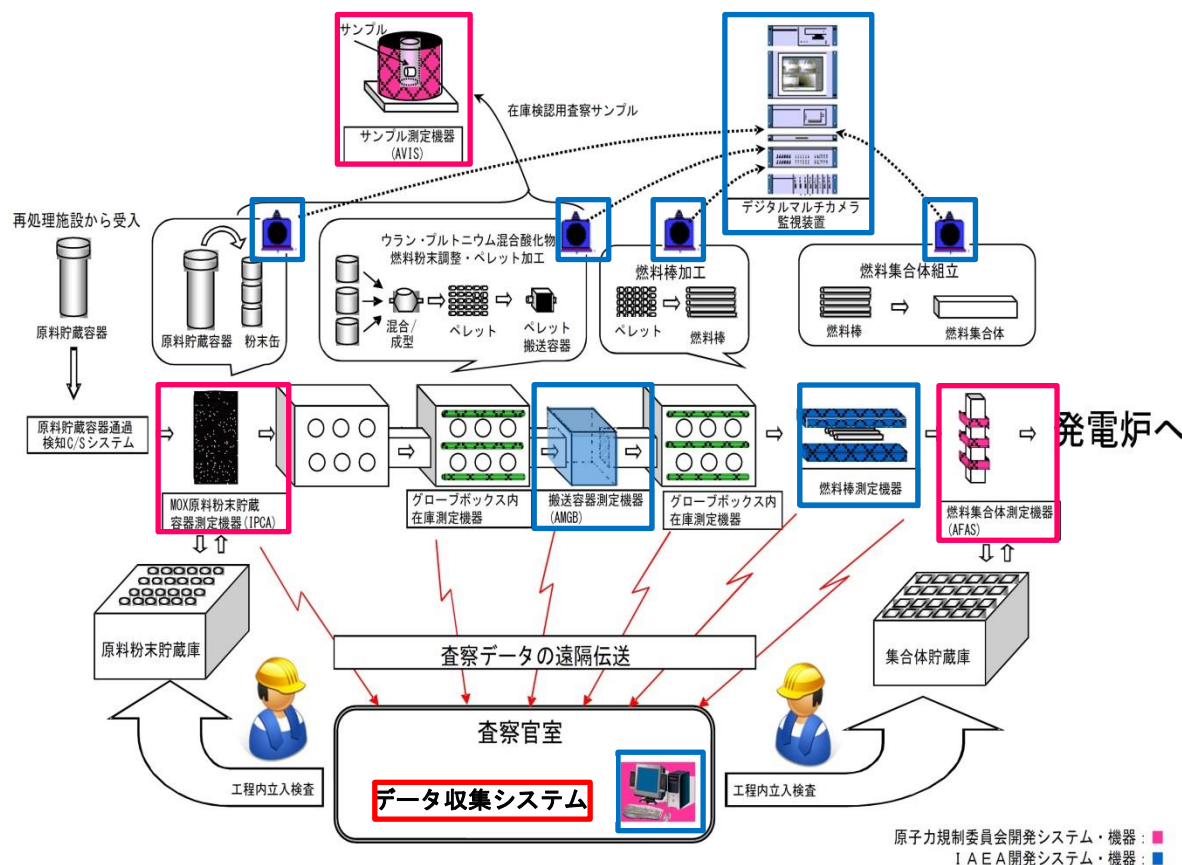 サンプル
サンプル測定機器
(AVIS)
在庫検認用査察サンプル
デジタルマルチカメラ
監視装置
再処理施設から受入
原料貯蔵容器
原料貯蔵容器
粉末缶
ウラン・プルトニウム混合酸化物
燃料粉末調整・ペレット加工
混合/
成型
ペレット
ペレット
搬送容器
燃料棒加工
ペレット
燃料棒
燃料集合体組立
燃料棒
燃料集合体
原料貯蔵容器通過
検知C/Sシステム
MOX原料粉末貯蔵
容器測定機器(IPCA)
グローブボックス内
在庫測定機器
搬送容器測定機器
(AMGB)
グローブボックス内
在庫測定機器
燃料棒測定機器
燃料集合体測定機器
(AFAS)
発電炉へ
原料粉末貯蔵庫
査察データの遠隔伝送
集合体貯蔵庫
査察官室
データ収集システム
工程内立入検査
工程内立入検査
原子力規制委員会開発システム・機器:
IAEA開発システム・機器: